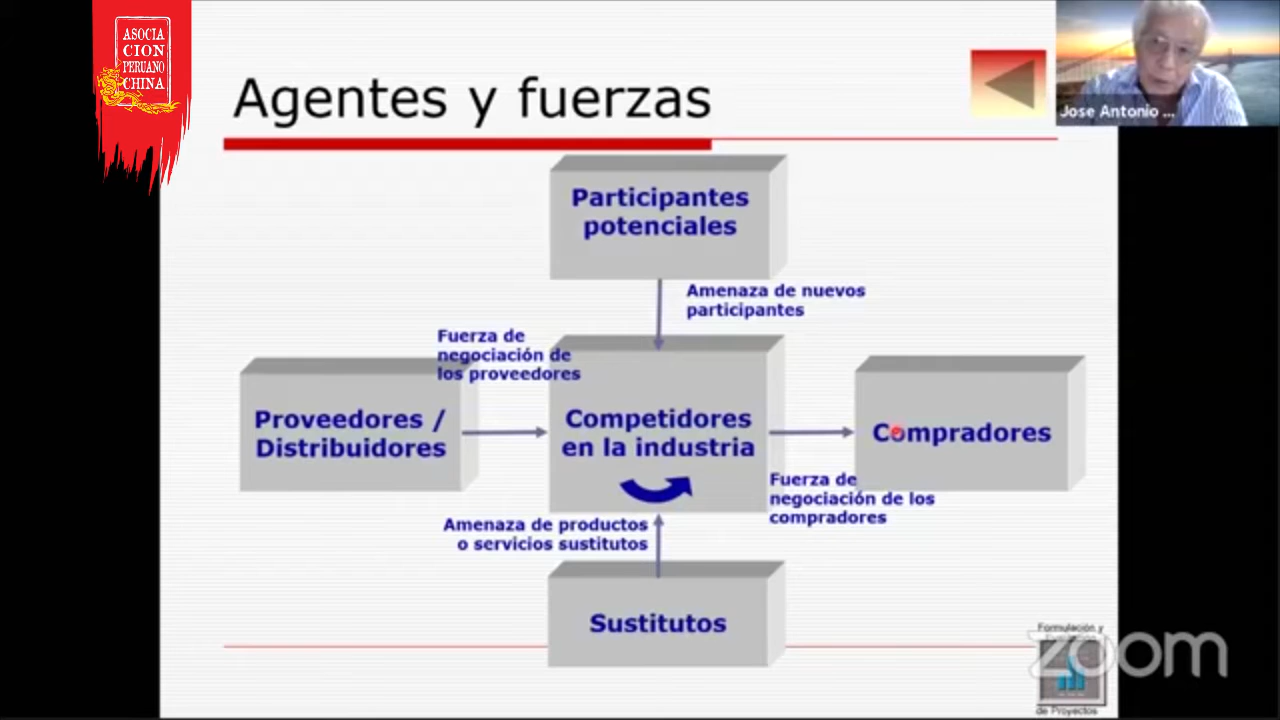 ASOCIA
CION
PERUANO
CHINA
Agentes y fuerzas
Jose Antonio ...
Participantes
potenciales
Amenaza de nuevos
participantes
Fuerza de
negociación de
los proveedores
Proveedores /
Distribuidores
Competidores
en la industria
Compradores
Fuerza de
negociación de los
compradores
Amenaza de productos
o servicios sustitutos
Sustitutos
Formulación y
zoom
de Proyectos